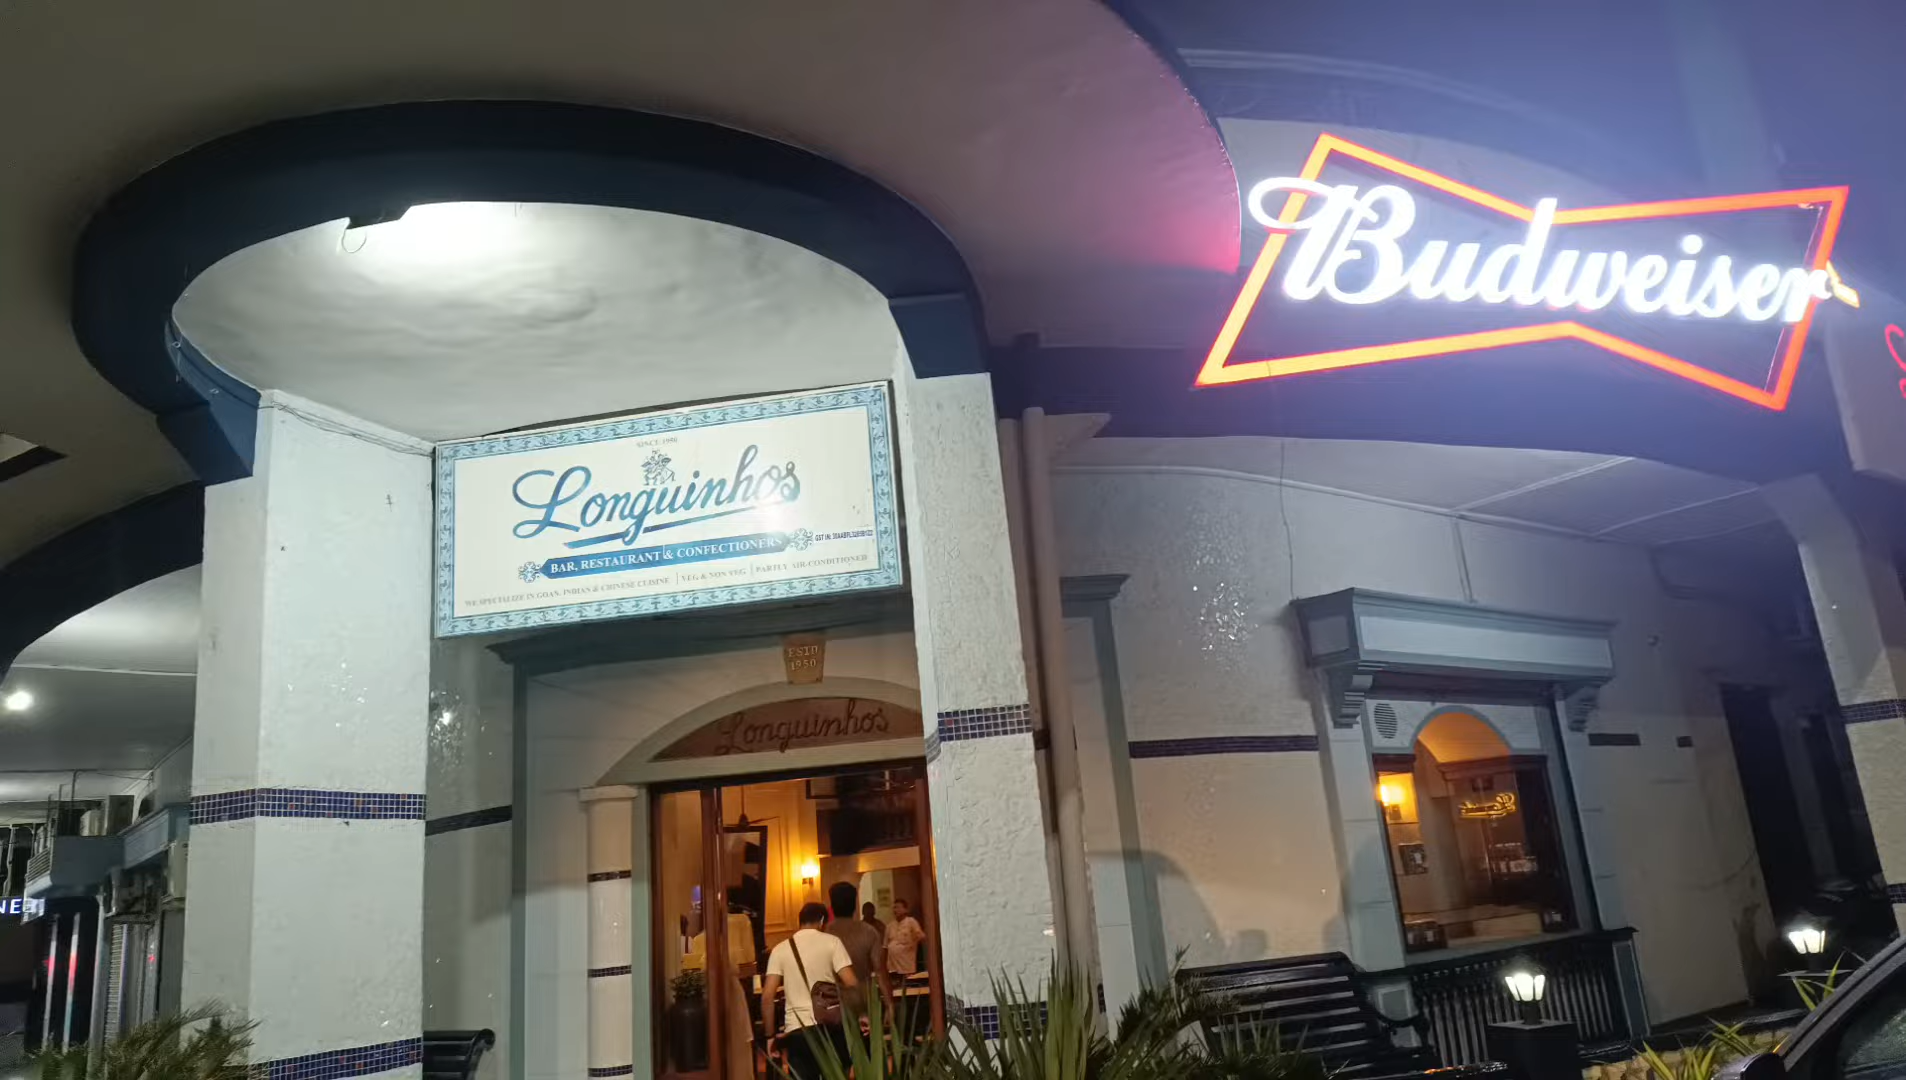 SINCE 1950
Longuinhos
BAR, RESTAURANT & CONFECTIONERS
WE SPECIALIZE IN GOAN, INDIAN & CHINESE CUISINE | VEG & NON VEG | PARTLY AIR-CONDITIONED
Budweiser
ESTD
1950
Longuinhos
NE